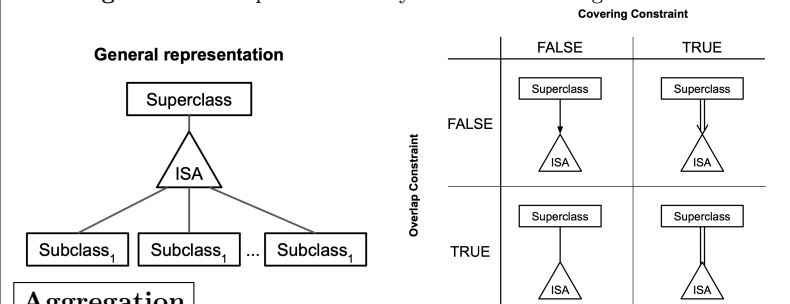 General representation
Superclass
ISA
Subclass1 Subclass1 ... Subclass1
Aggregation
Covering Constraint
FALSE TRUE
Overlap Constraint
FALSE
Superclass Superclass
ISA ISA
TRUE
Superclass Superclass
ISA ISA